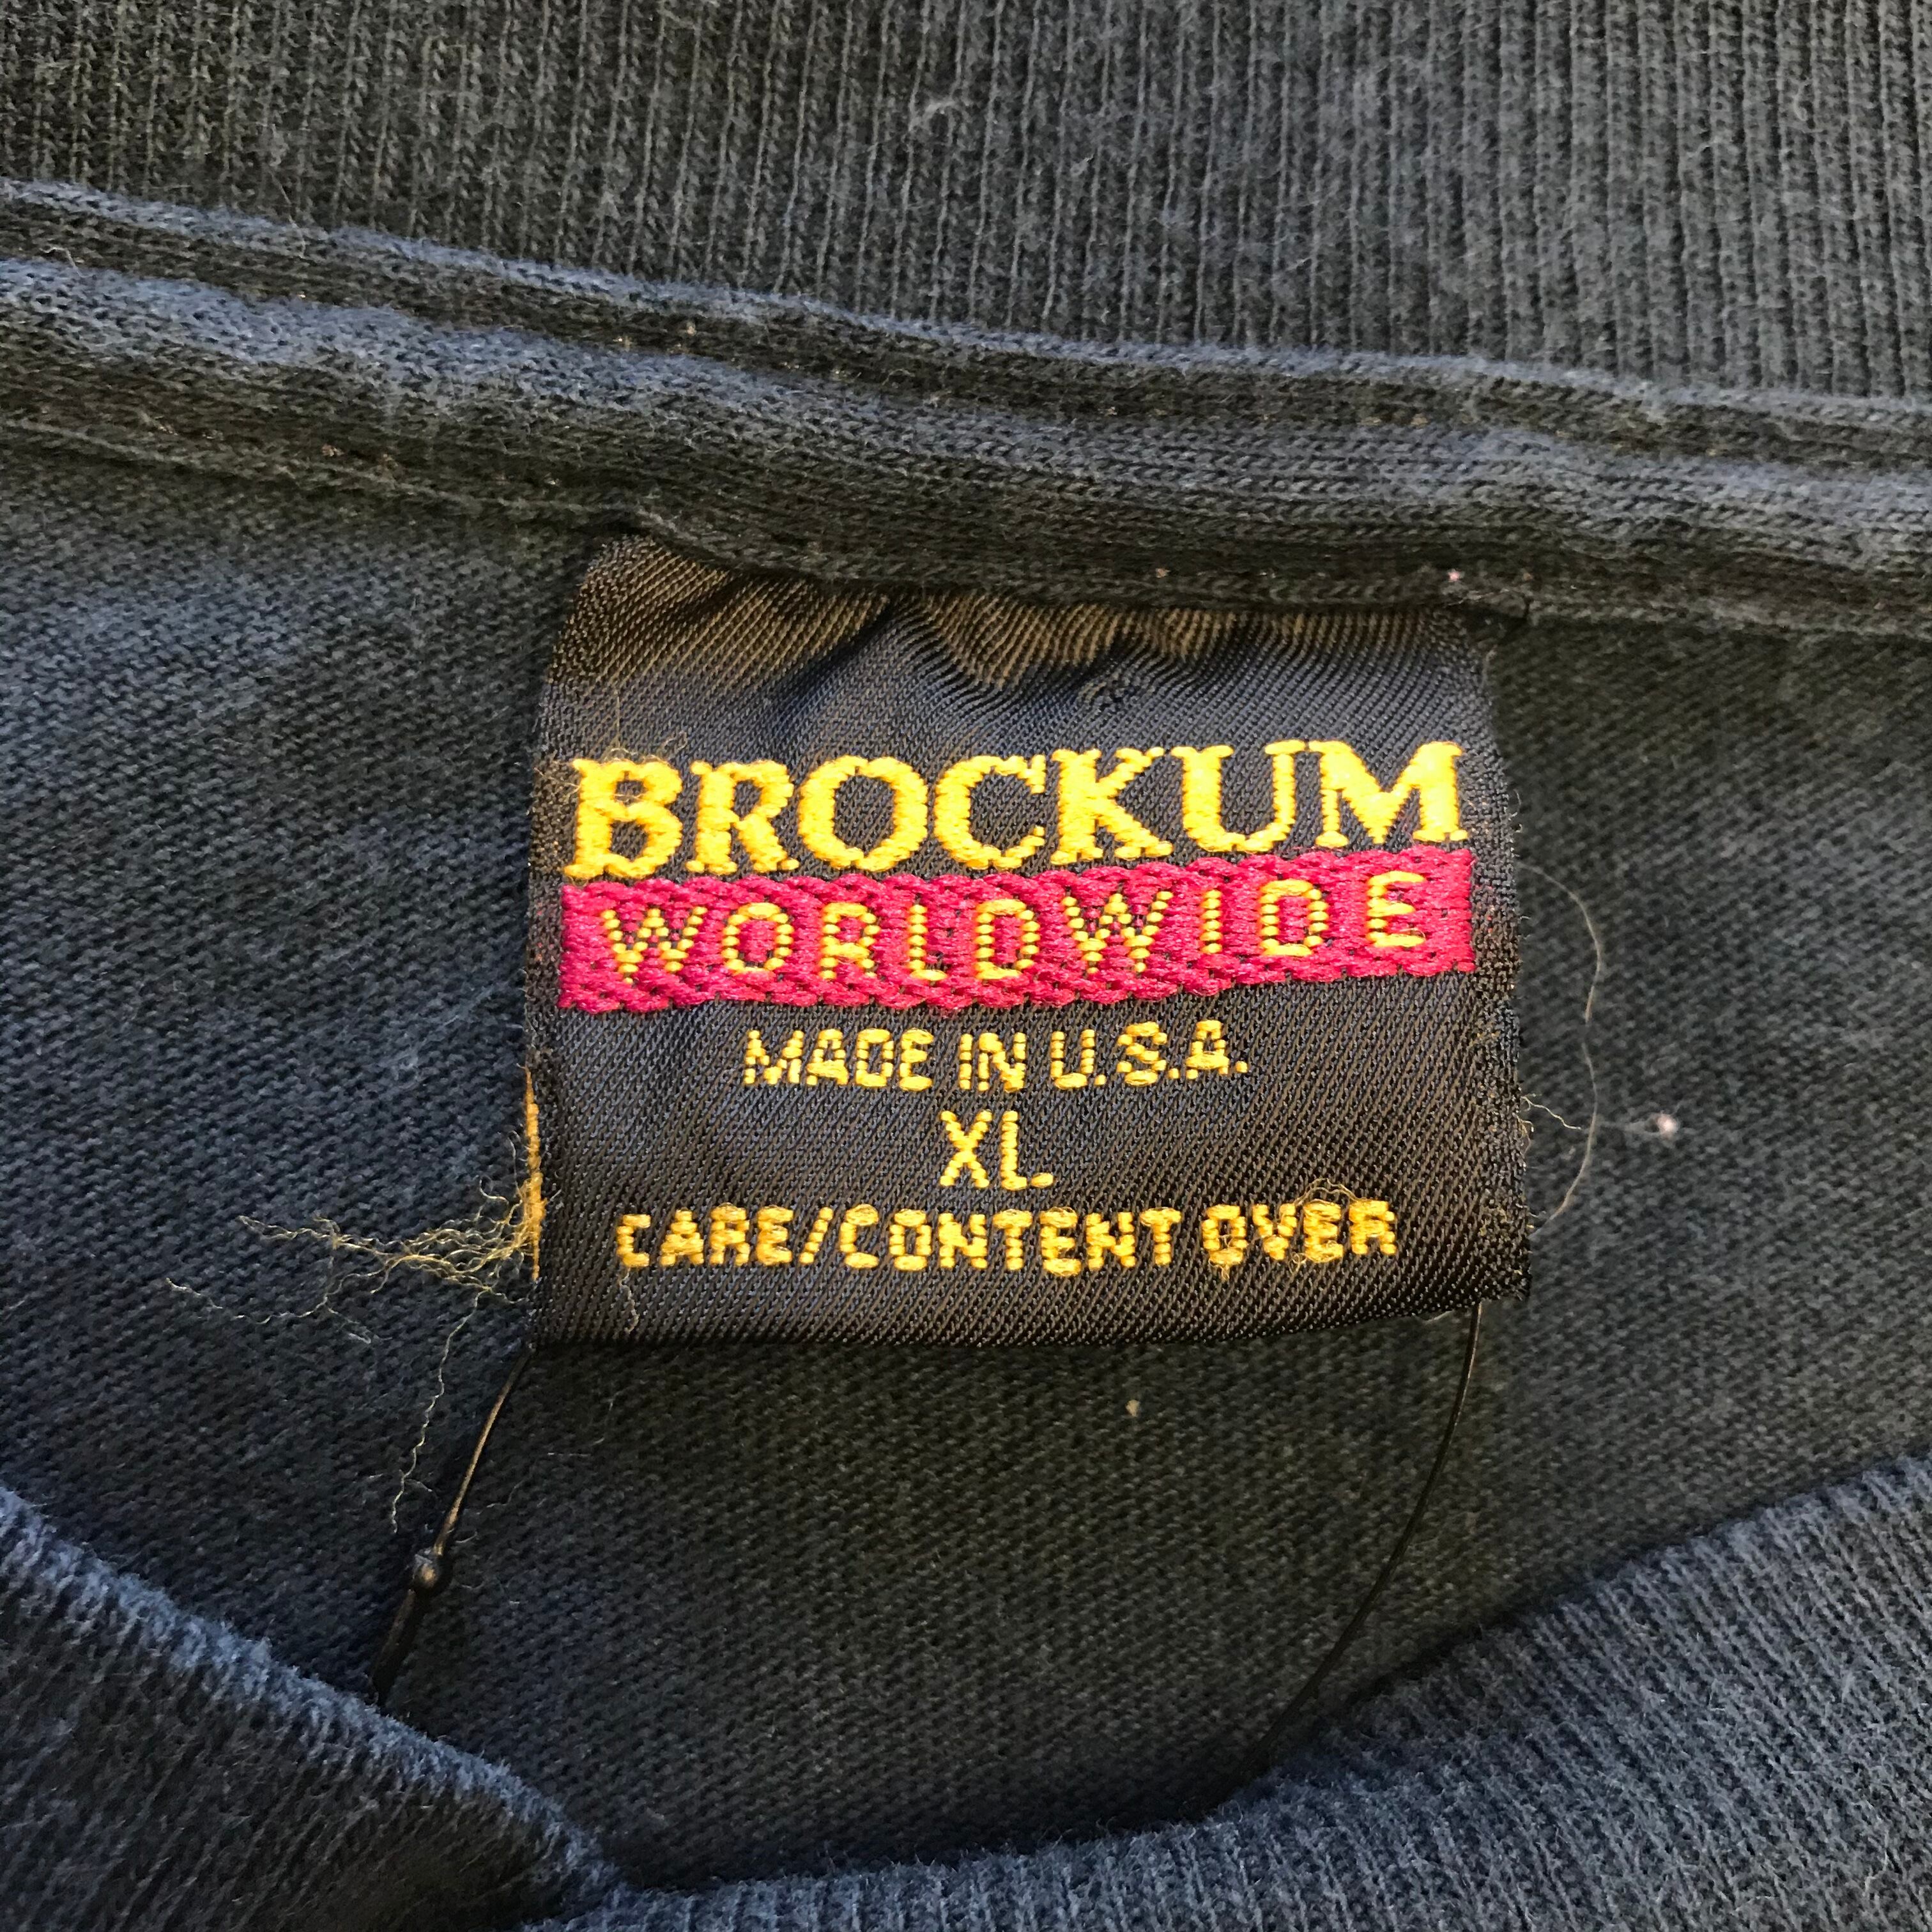 BROCKUM
WORLDWIDE
MADE IN U.S.A.
XL.
CARE/CONTENT OVER